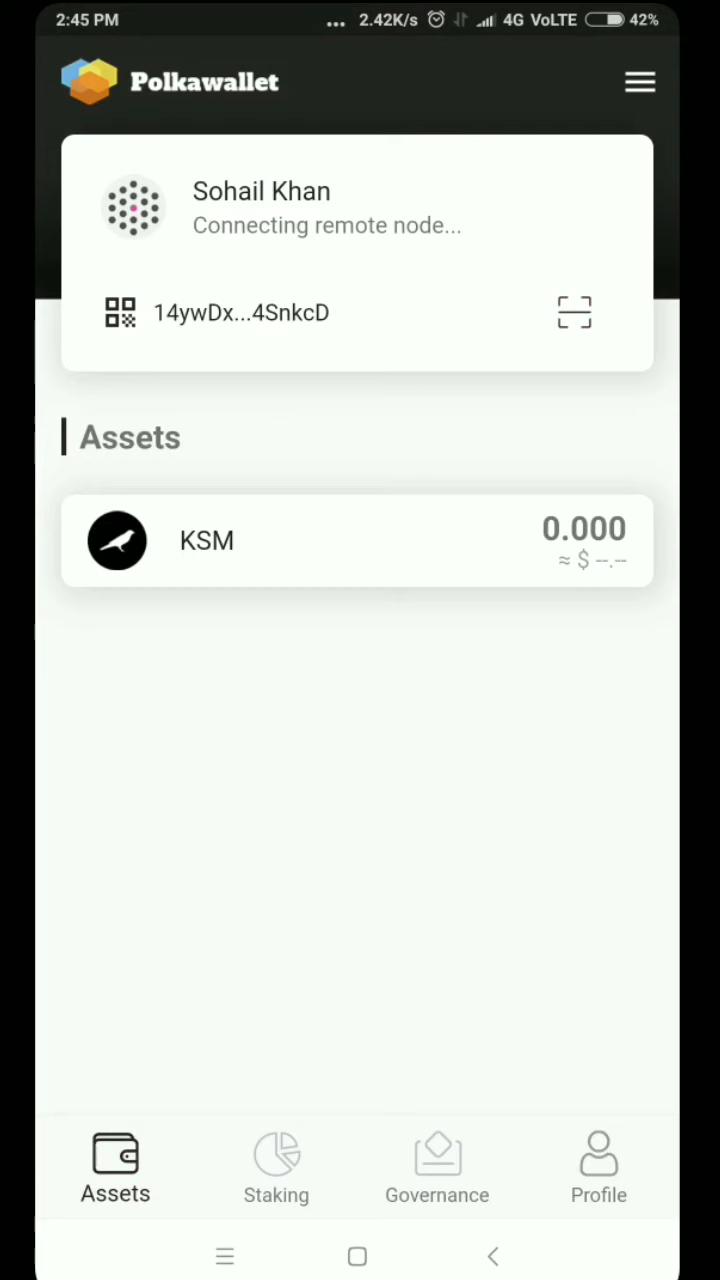 2:45 PM ... 2.42K/s 4G VoLTE 42%
Polkawallet
Sohail Khan
Connecting remote node...
14ywDx...4SnkcD
Assets
KSM 0.000
≈ $ --.--
Assets Staking Governance Profile